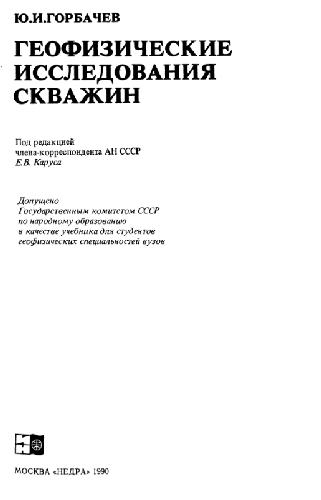 Ю.И.ГОРБАЧЕВ
ГЕОФИЗИЧЕСКИЕ
ИССЛЕДОВАНИЯ
СКВАЖИН
Под редакцией
члена-корреспондента АН СССР
Е.В. Каруса
Допущено
Государственным комитетом СССР
по народному образованию
в качестве учебника для студентов
геофизических специальностей вузов
МОСКВА «НЕДРА» 1990